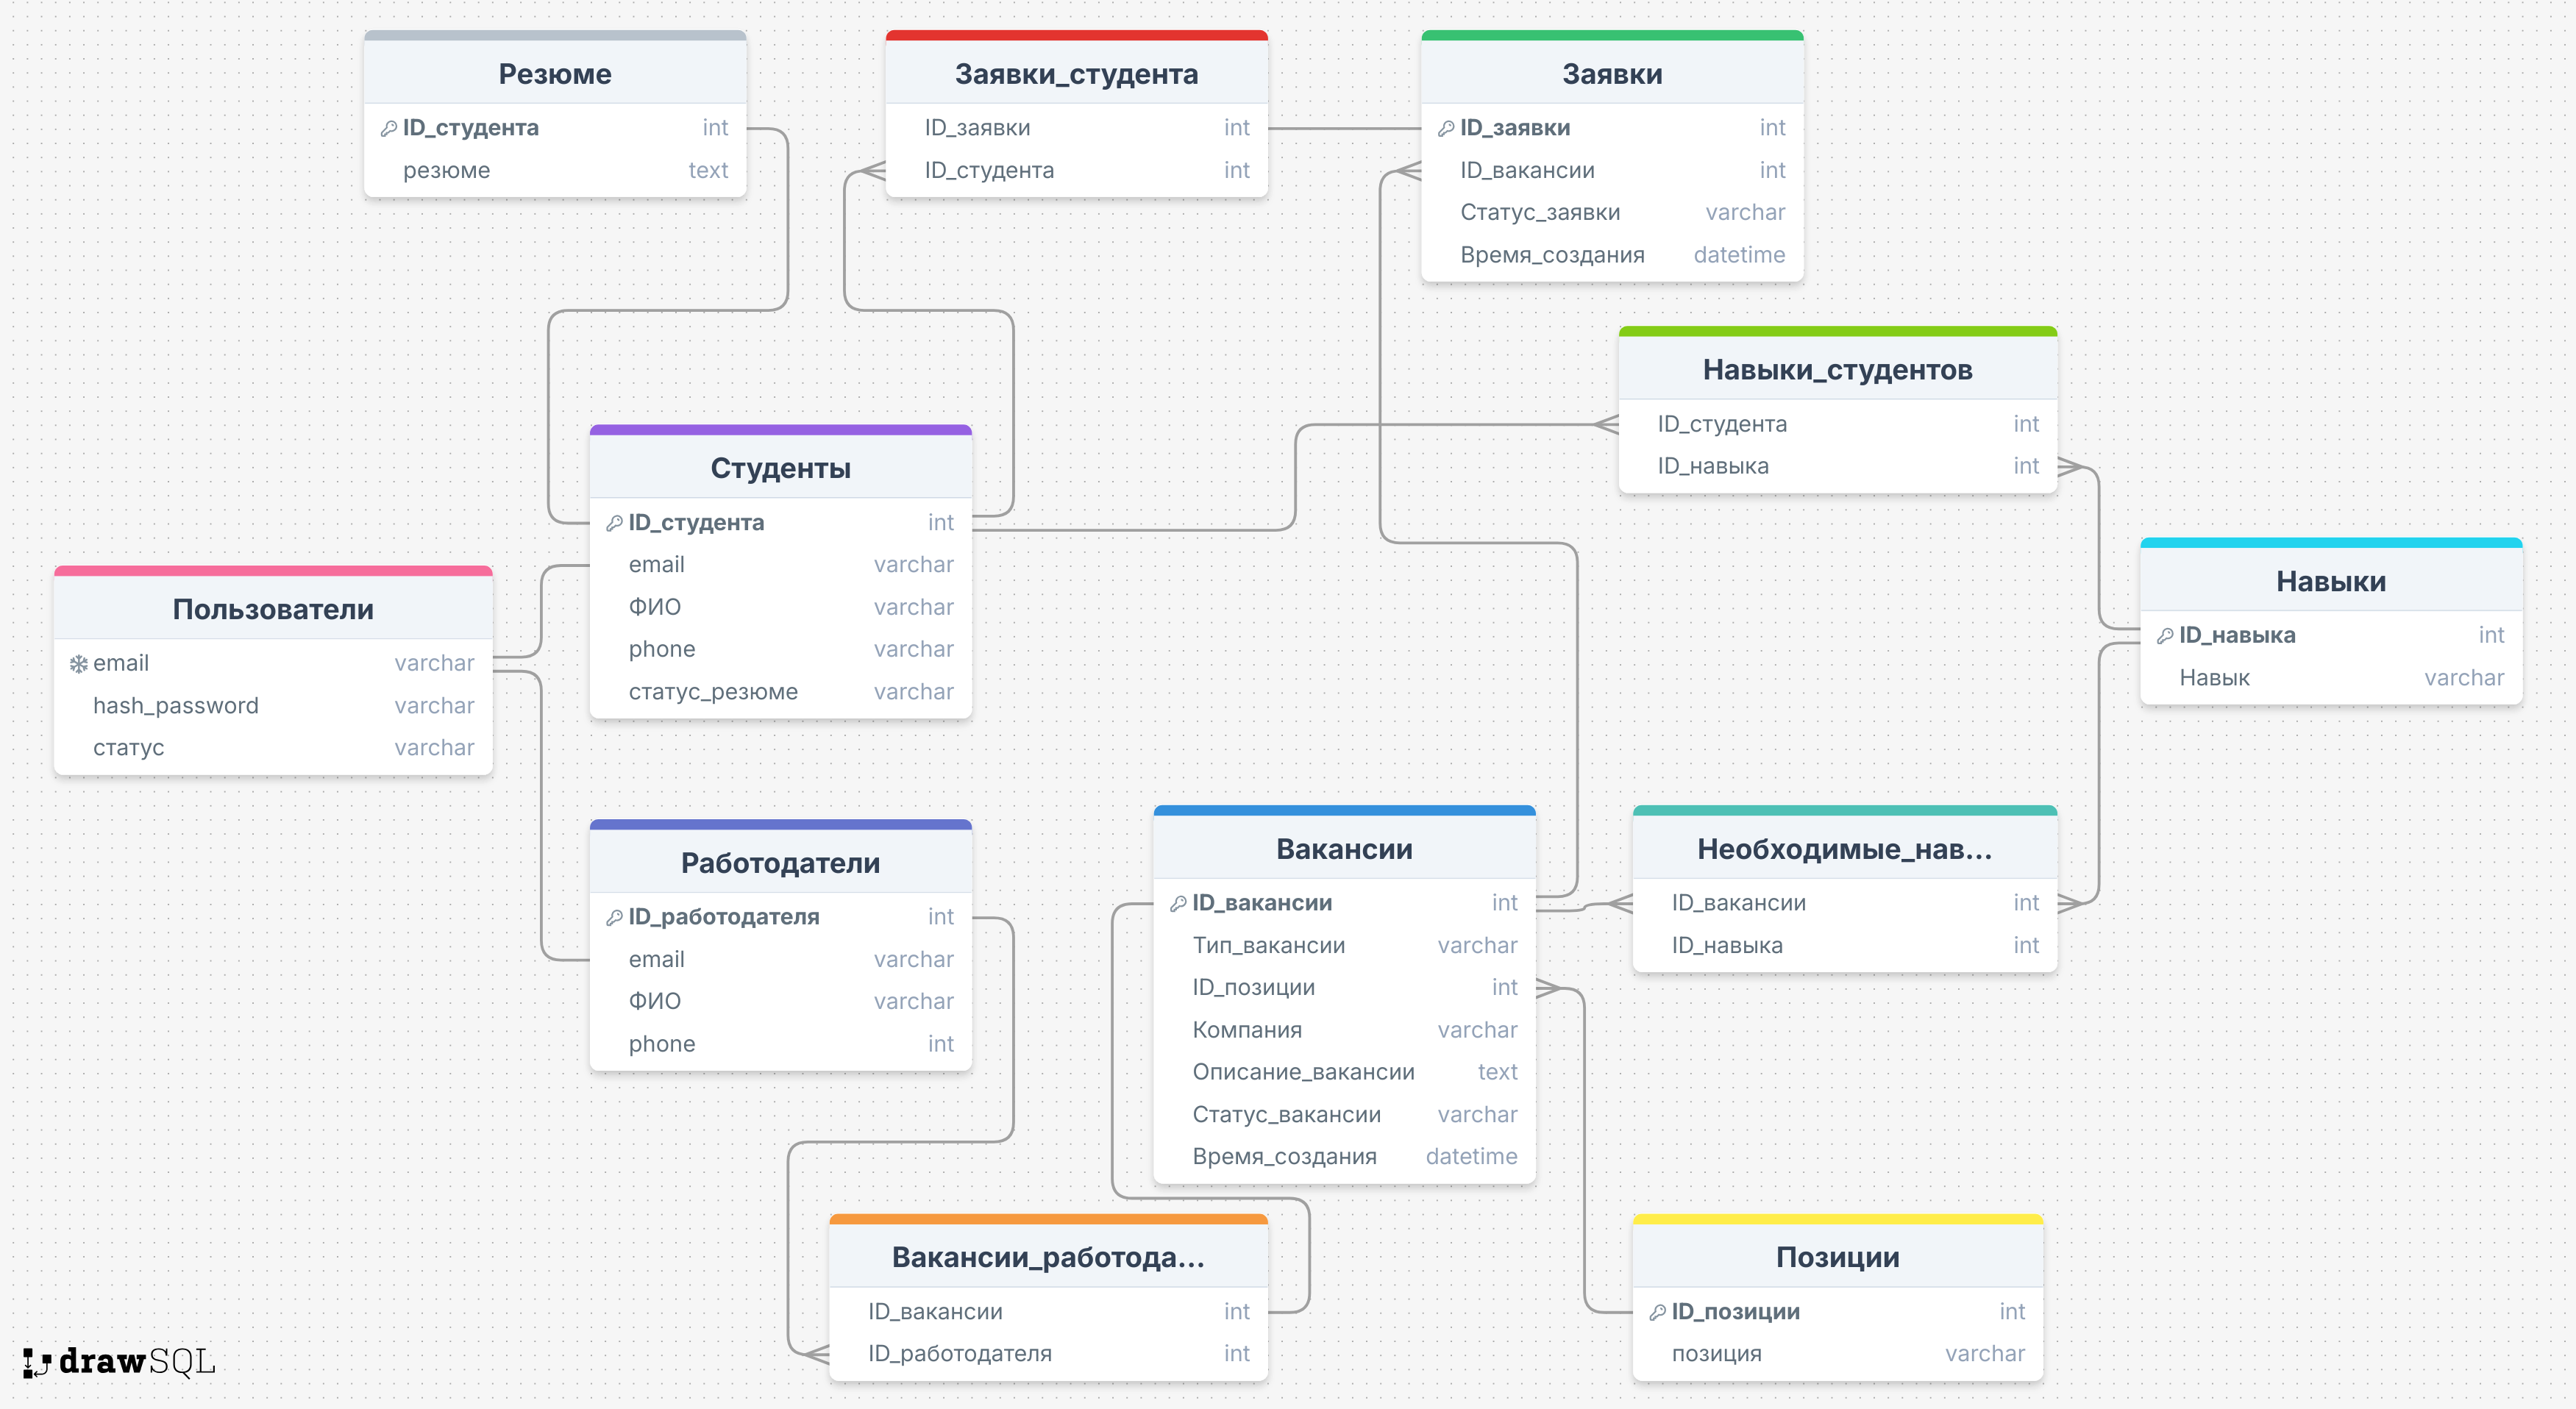 Резюме
ID_студента int
резюме text
Заявки_студента
ID_заявки int
ID_студента int
Заявки
ID_заявки int
ID_вакансии int
Статус_заявки varchar
Время_создания datetime
Навыки_студентов
ID_студента int
ID_навыка int
Студенты
ID_студента int
email varchar
ФИО varchar
phone varchar
статус_резюме varchar
Пользователи
email varchar
hash_password varchar
статус varchar
Навыки
ID_навыка int
Навык varchar
Работодатели
ID_работодателя int
email varchar
ФИО varchar
phone int
Вакансии
ID_вакансии int
Тип_вакансии varchar
ID_позиции int
Компания varchar
Описание_вакансии text
Статус_вакансии varchar
Время_создания datetime
Необходимые_нав...
ID_вакансии int
ID_навыка int
Вакансии_работода...
ID_вакансии int
ID_работодателя int
Позиции
ID_позиции int
позиция varchar
drawSQL